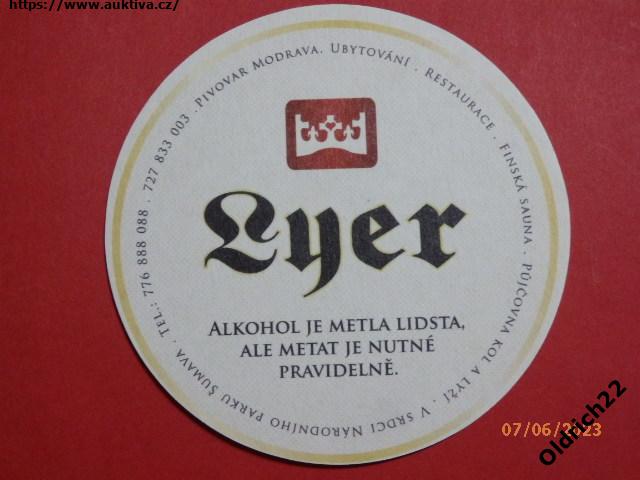 https://www.auktiva.cz/
PIVOVAR MODRAVA. UBYTOVÁNÍ . RESTAURACE . FINSKÁ SAUNA . PŮJČOVNA KOL A LYŽÍ . V SRDCI NÁRODNÍHO PARKU ŠUMAVA . TEL.: 776 888 088 . 727 833 003 .
Lyer
ALKOHOL JE METLA LIDSTA,
ALE METAT JE NUTNÉ
PRAVIDELNĚ.
07/06/2023
Oldrich22